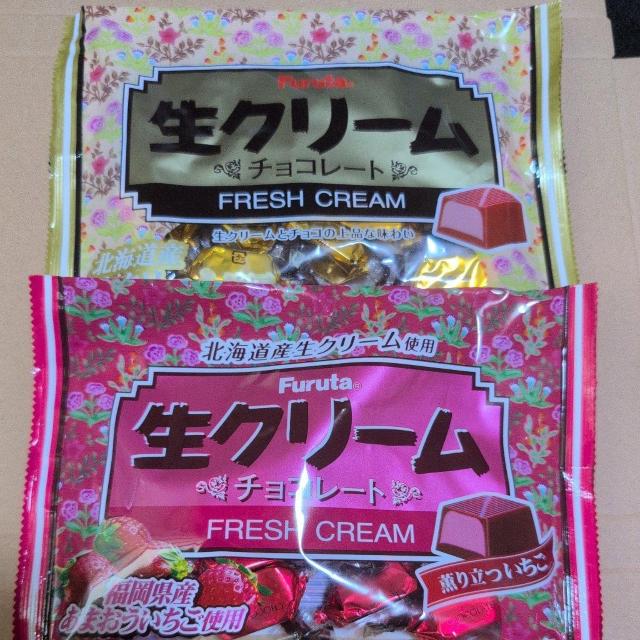 Furuta®
生クリーム
チョコレート
FRESH CREAM
生クリームとチョコの上品な味わい
北海道産
北海道産生クリーム使用
Furuta®
生クリーム
チョコレート
FRESH CREAM
薫り立ついちご
福岡県産
あまおういちご使用